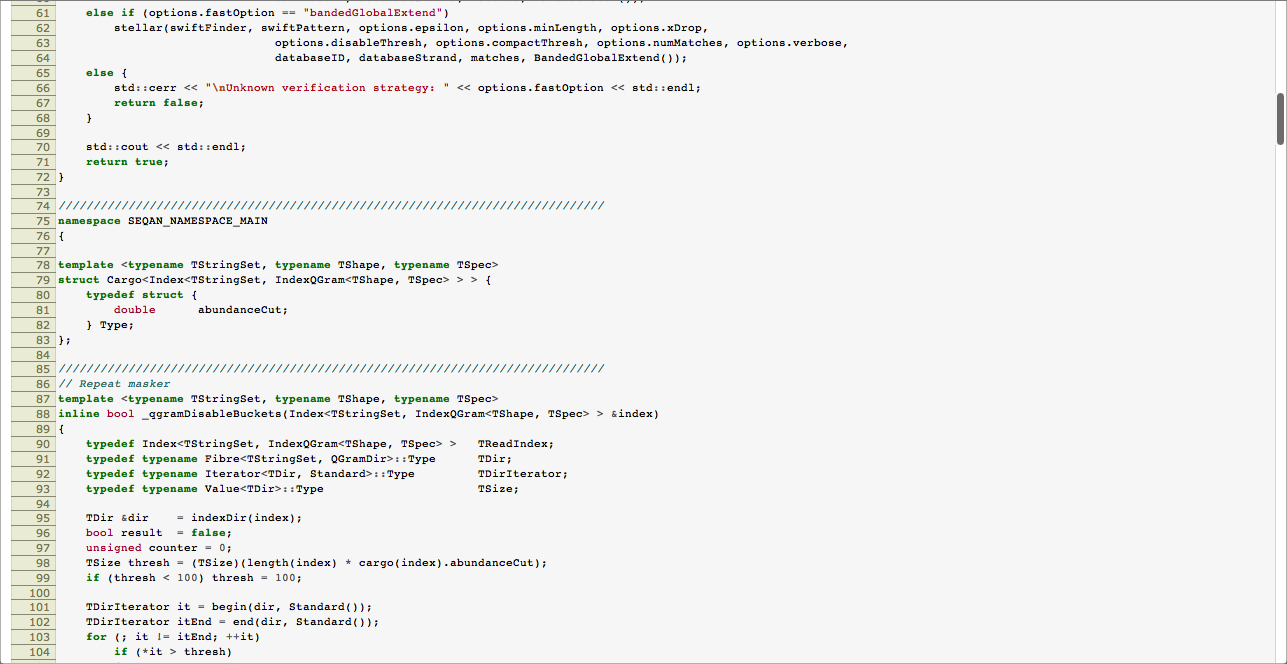 61 else if (options.fastOption == "bandedGlobalExtend")
62 stellar(swiftFinder, swiftPattern, options.epsilon, options.minLength, options.xDrop,
63 options.disableThresh, options.compactThresh, options.numMatches, options.verbose,
64 databaseID, databaseStrand, matches, BandedGlobalExtend());
65 else {
66 std::cerr << "\nUnknown verification strategy: " << options.fastOption << std::endl;
67 return false;
68 }
69
70 std::cout << std::endl;
71 return true;
72 }
73
74 //////////////////////////////////////////////////////////////////////////////
75 namespace SEQAN_NAMESPACE_MAIN
76 {
77
78 template <typename TStringSet, typename TShape, typename TSpec>
79 struct Cargo<Index<TStringSet, IndexQGram<TShape, TSpec> > > {
80 typedef struct {
81 double abundanceCut;
82 } Type;
83 };
84
85 //////////////////////////////////////////////////////////////////////////////
86 // Repeat masker
87 template <typename TStringSet, typename TShape, typename TSpec>
88 inline bool _qgramDisableBuckets(Index<TStringSet, IndexQGram<TShape, TSpec> > &index)
89 {
90 typedef Index<TStringSet, IndexQGram<TShape, TSpec> > TReadIndex;
91 typedef typename Fibre<TStringSet, QGramDir>::Type TDir;
92 typedef typename Iterator<TDir, Standard>::Type TDirIterator;
93 typedef typename Value<TDir>::Type TSize;
94
95 TDir &dir = indexDir(index);
96 bool result = false;
97 unsigned counter = 0;
98 TSize thresh = (TSize)(length(index) * cargo(index).abundanceCut);
99 if (thresh < 100) thresh = 100;
100
101 TDirIterator it = begin(dir, Standard());
102 TDirIterator itEnd = end(dir, Standard());
103 for (; it != itEnd; ++it)
104 if (*it > thresh)